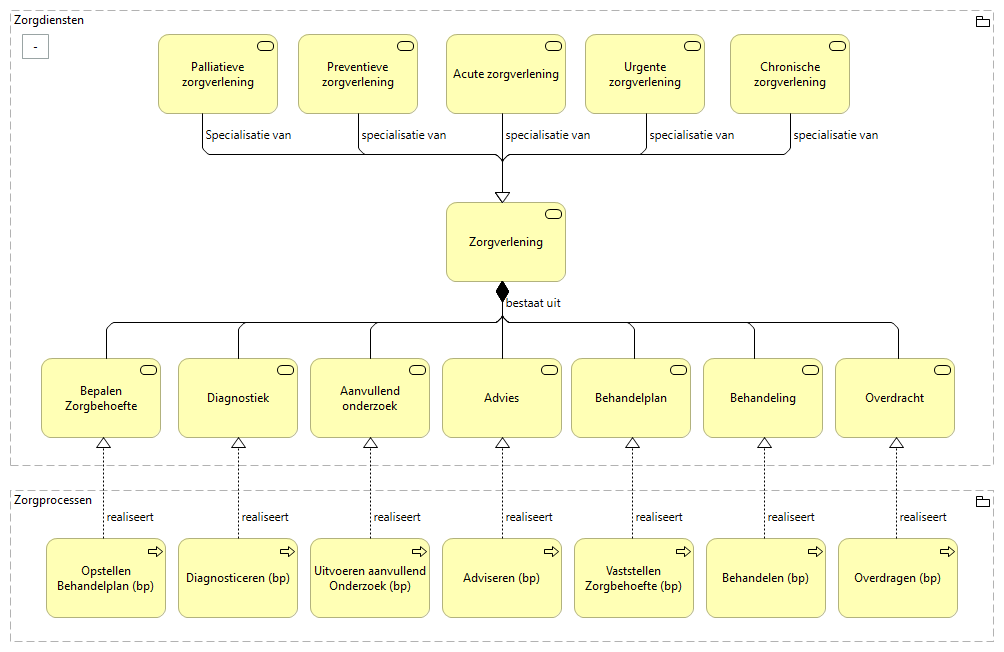 Zorgdiensten
-
Palliatieve
zorgverlening
Preventieve
zorgverlening
Acute zorgverlening
Urgente
zorgverlening
Chronische
zorgverlening
Specialisatie van
specialisatie van
specialisatie van
specialisatie van
specialisatie van
Zorgverlening
bestaat uit
Bepalen
Zorgbehoefte
Diagnostiek
Aanvullend
onderzoek
Advies
Behandelplan
Behandeling
Overdracht
Zorgprocessen
realiseert
realiseert
realiseert
realiseert
realiseert
realiseert
realiseert
Opstellen
Behandelplan (bp)
Diagnosticeren (bp)
Uitvoeren aanvullend
Onderzoek (bp)
Adviseren (bp)
Vaststellen
Zorgbehoefte (bp)
Behandelen (bp)
Overdragen (bp)